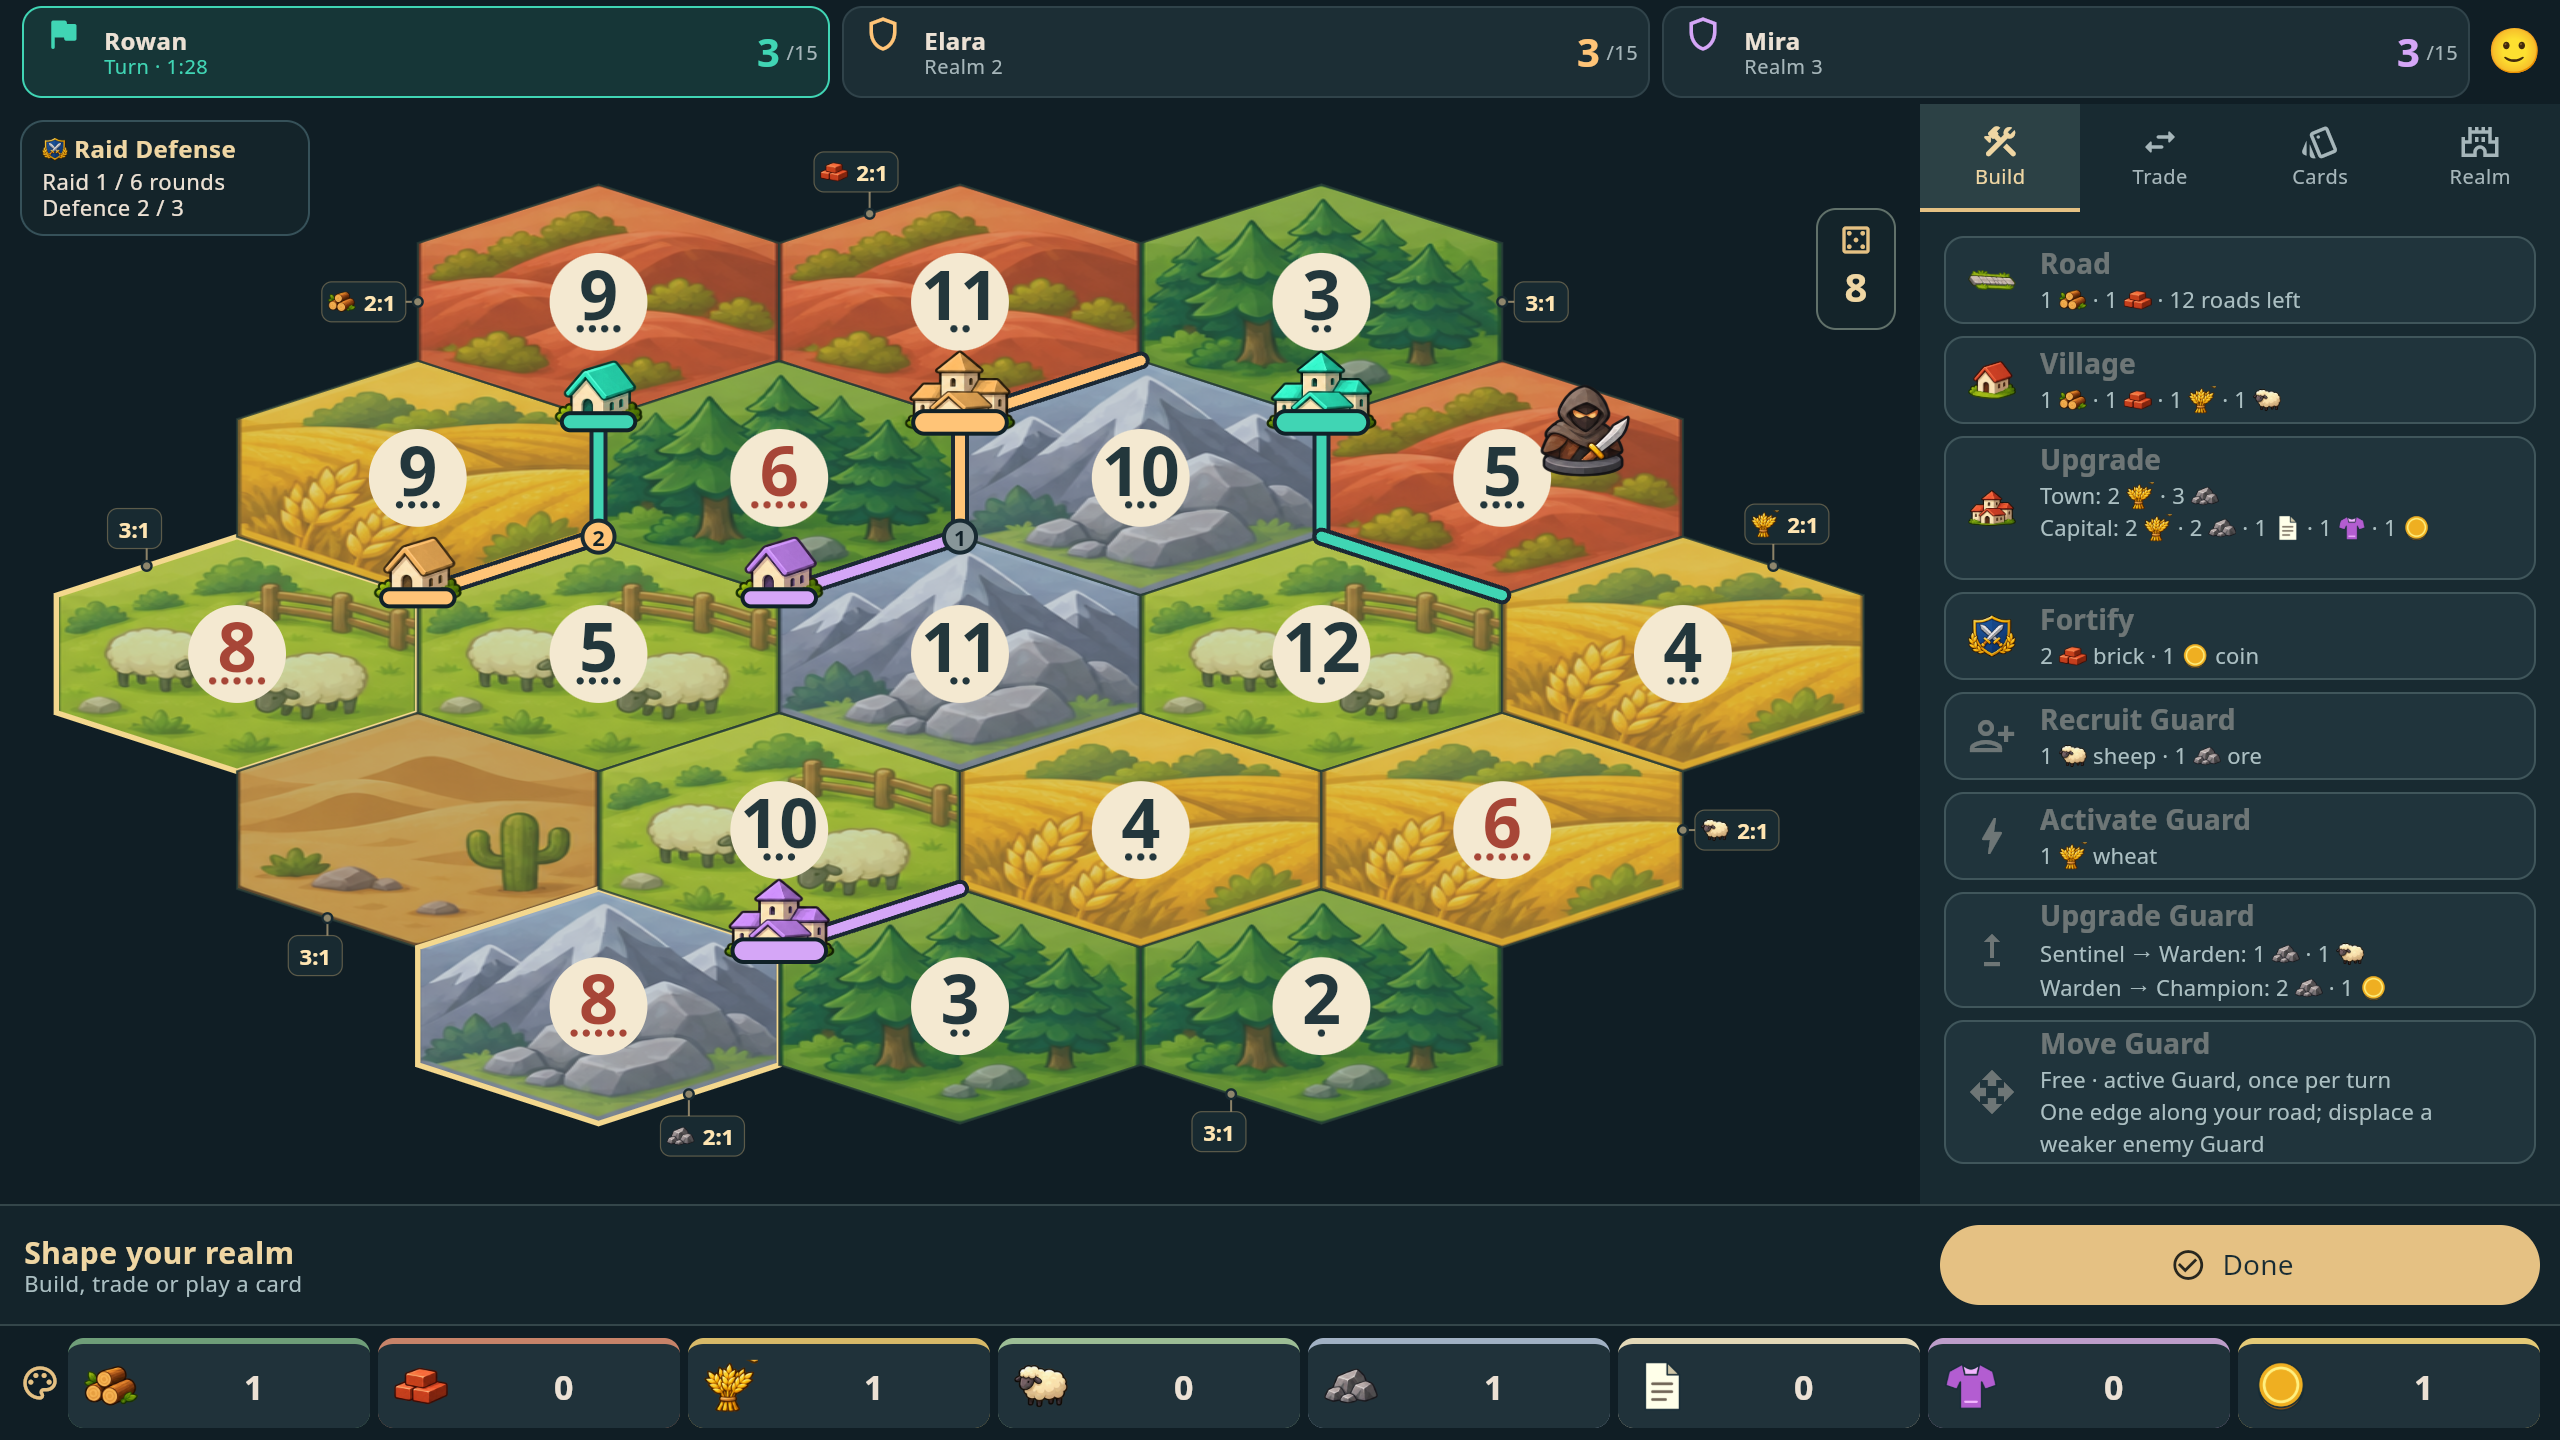 Rowan
Turn · 1:28
3 /15
Elara
Realm 2
3 /15
Mira
Realm 3
3 /15
Raid Defense
Raid 1 / 6 rounds
Defence 2 / 3
2:1
2:1
3:1
8
9
11
3
9
6
10
5
3:1
2:1
2
1
8
5
11
12
4
10
4
6
2:1
3:1
8
3
2
2:1
3:1
Build
Trade
Cards
Realm
Road
1 · 1 · 12 roads left
Village
1 · 1 · 1 · 1
Upgrade
Town: 2 · 3
Capital: 2 · 2 · 1 · 1 · 1
Fortify
2 brick · 1 coin
Recruit Guard
1 sheep · 1 ore
Activate Guard
1 wheat
Upgrade Guard
Sentinel → Warden: 1 · 1
Warden → Champion: 2 · 1
Move Guard
Free · active Guard, once per turn
One edge along your road; displace a
weaker enemy Guard
Shape your realm
Build, trade or play a card
Done
1
0
1
0
1
0
0
1